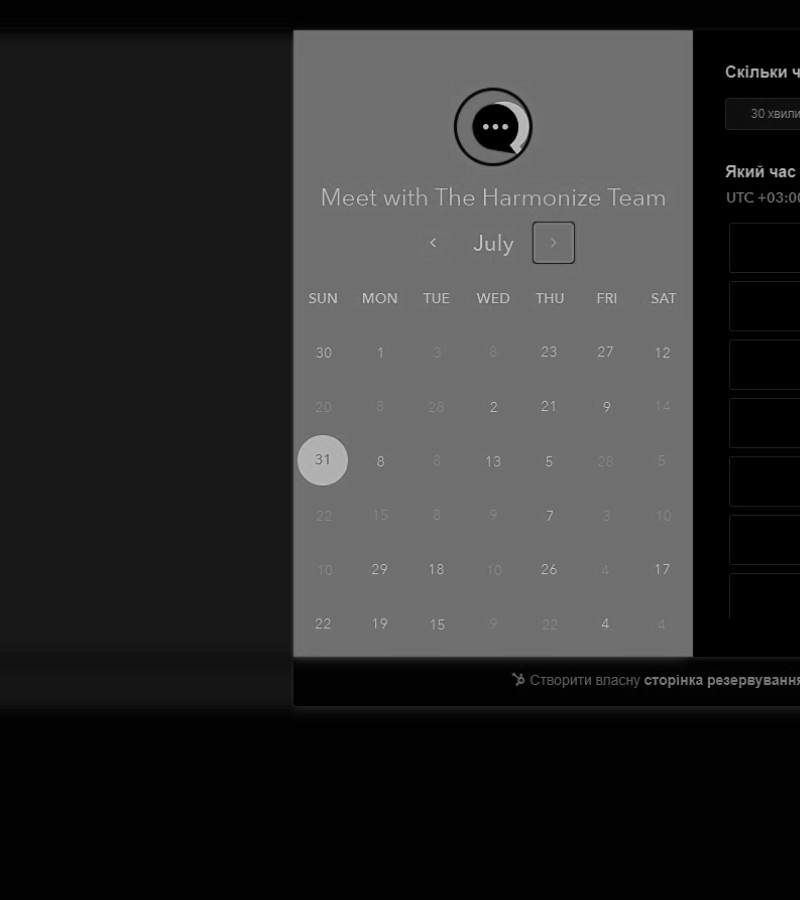 Meet with The Harmonize Team
July
SUN MON TUE WED THU FRI SAT
30 1 3 8 23 27 12
20 8 28 2 21 9 14
31 8 8 13 5 28 5
22 15 8 9 7 3 10
10 29 18 10 26 4 17
22 19 15 9 22 4 4
Скільки ч
30 хвили
Який час
UTC +03:00
Створити власну сторінка резервування